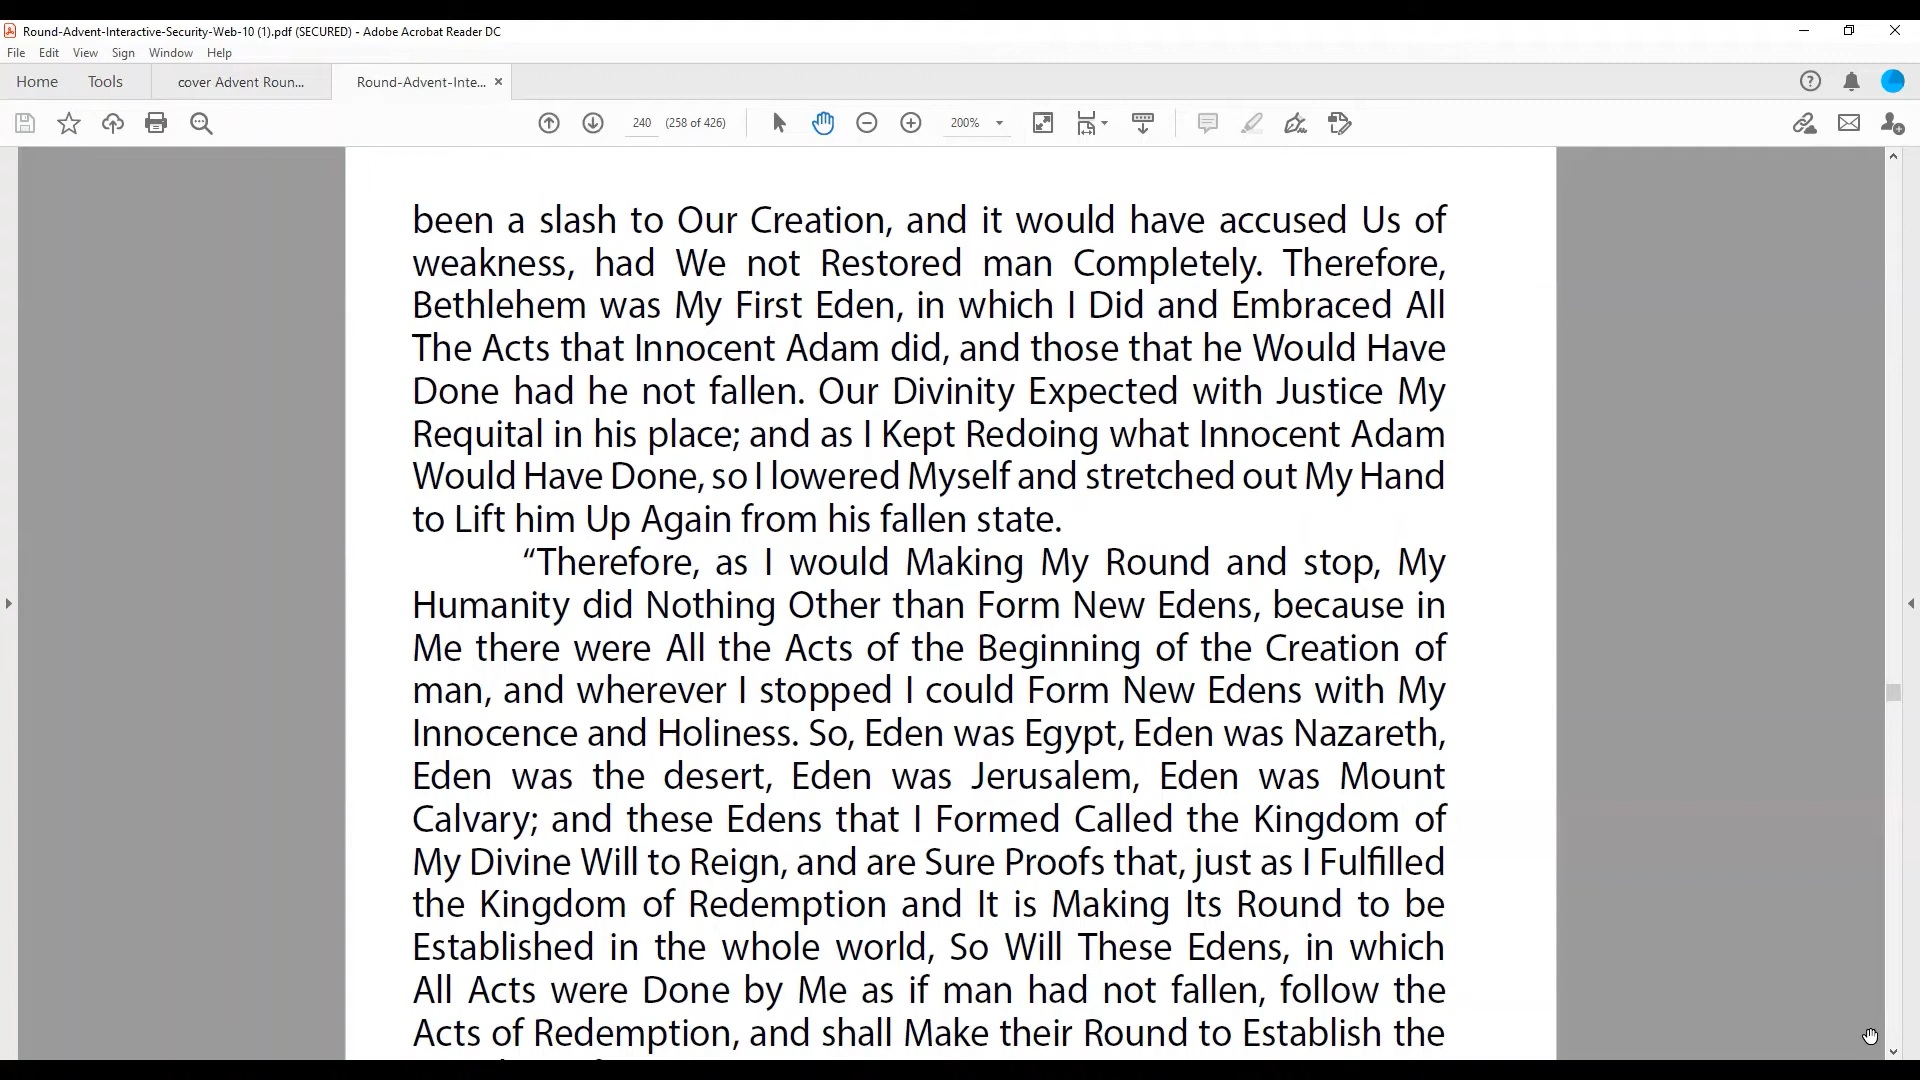 Round-Advent-Interactive-Security-Web-10 (1).pdf (SECURED) - Adobe Acrobat Reader DC
File Edit View Sign Window Help
Home Tools cover Advent Roun... Round-Advent-Inte... ×
240 (258 of 426) 200%
been a slash to Our Creation, and it would have accused Us of
weakness, had We not Restored man Completely. Therefore,
Bethlehem was My First Eden, in which I Did and Embraced All
The Acts that Innocent Adam did, and those that he Would Have
Done had he not fallen. Our Divinity Expected with Justice My
Requital in his place; and as I Kept Redoing what Innocent Adam
Would Have Done, so I lowered Myself and stretched out My Hand
to Lift him Up Again from his fallen state.
“Therefore, as I would Making My Round and stop, My
Humanity did Nothing Other than Form New Edens, because in
Me there were All the Acts of the Beginning of the Creation of
man, and wherever I stopped I could Form New Edens with My
Innocence and Holiness. So, Eden was Egypt, Eden was Nazareth,
Eden was the desert, Eden was Jerusalem, Eden was Mount
Calvary; and these Edens that I Formed Called the Kingdom of
My Divine Will to Reign, and are Sure Proofs that, just as I Fulfilled
the Kingdom of Redemption and It is Making Its Round to be
Established in the whole world, So Will These Edens, in which
All Acts were Done by Me as if man had not fallen, follow the
Acts of Redemption, and shall Make their Round to Establish the